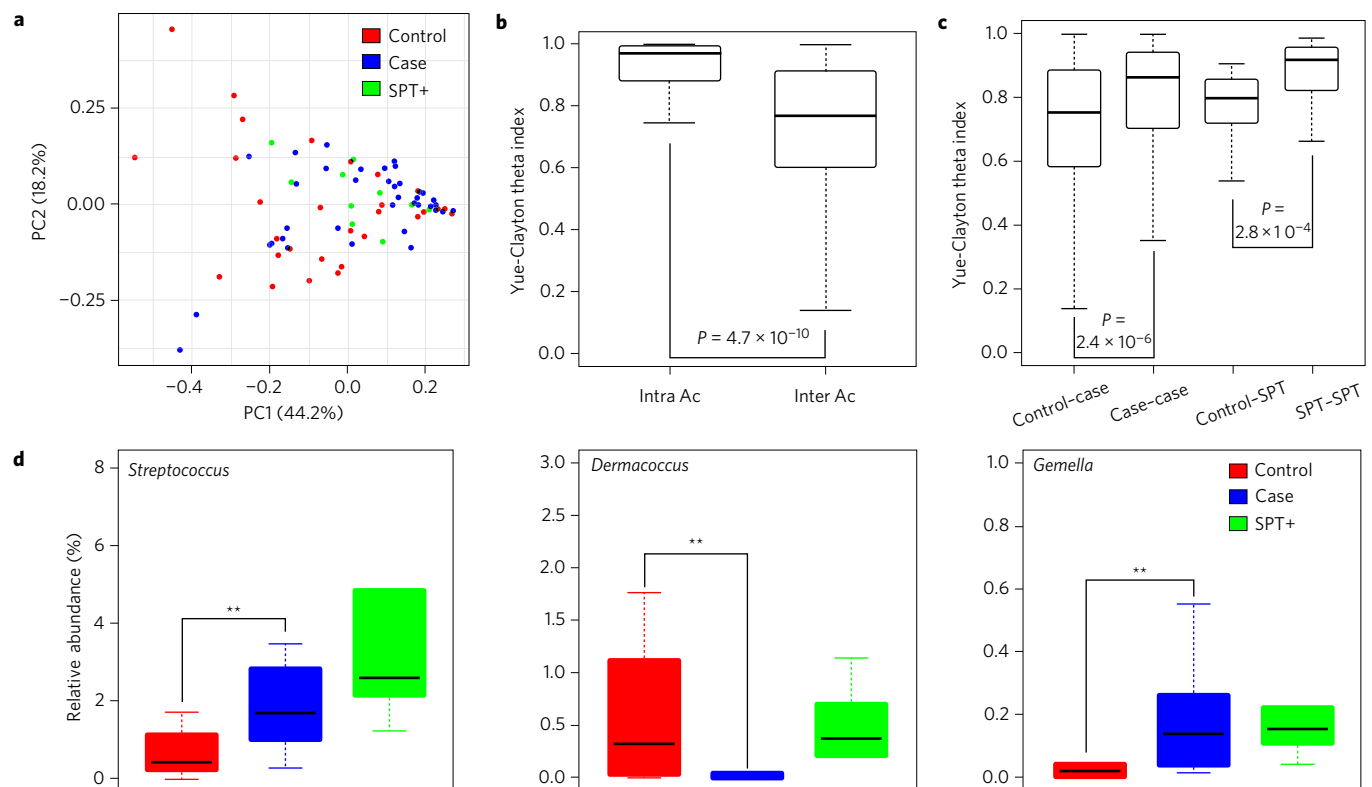 a
Control
Case
SPT+
0.25
0.00
−0.25
PC2 (18.2%)
−0.4
−0.2
0.0
0.2
PC1 (44.2%)
b
1.0
0.8
0.6
0.4
0.2
0.0
Yue-Clayton theta index
P = 4.7 × 10−10
Intra Ac
Inter Ac
c
1.0
0.8
0.6
0.4
0.2
0.0
Yue-Clayton theta index
P =
2.4 × 10−6
P =
2.8 × 10−4
Control–case
Case–case
Control–SPT
SPT–SPT
d
Streptococcus
8
6
4
2
0
Relative abundance (%)
**
Dermacoccus
3.0
2.5
2.0
1.5
1.0
0.5
0.0
**
Gemella
1.0
0.8
0.6
0.4
0.2
0.0
**
Control
Case
SPT+